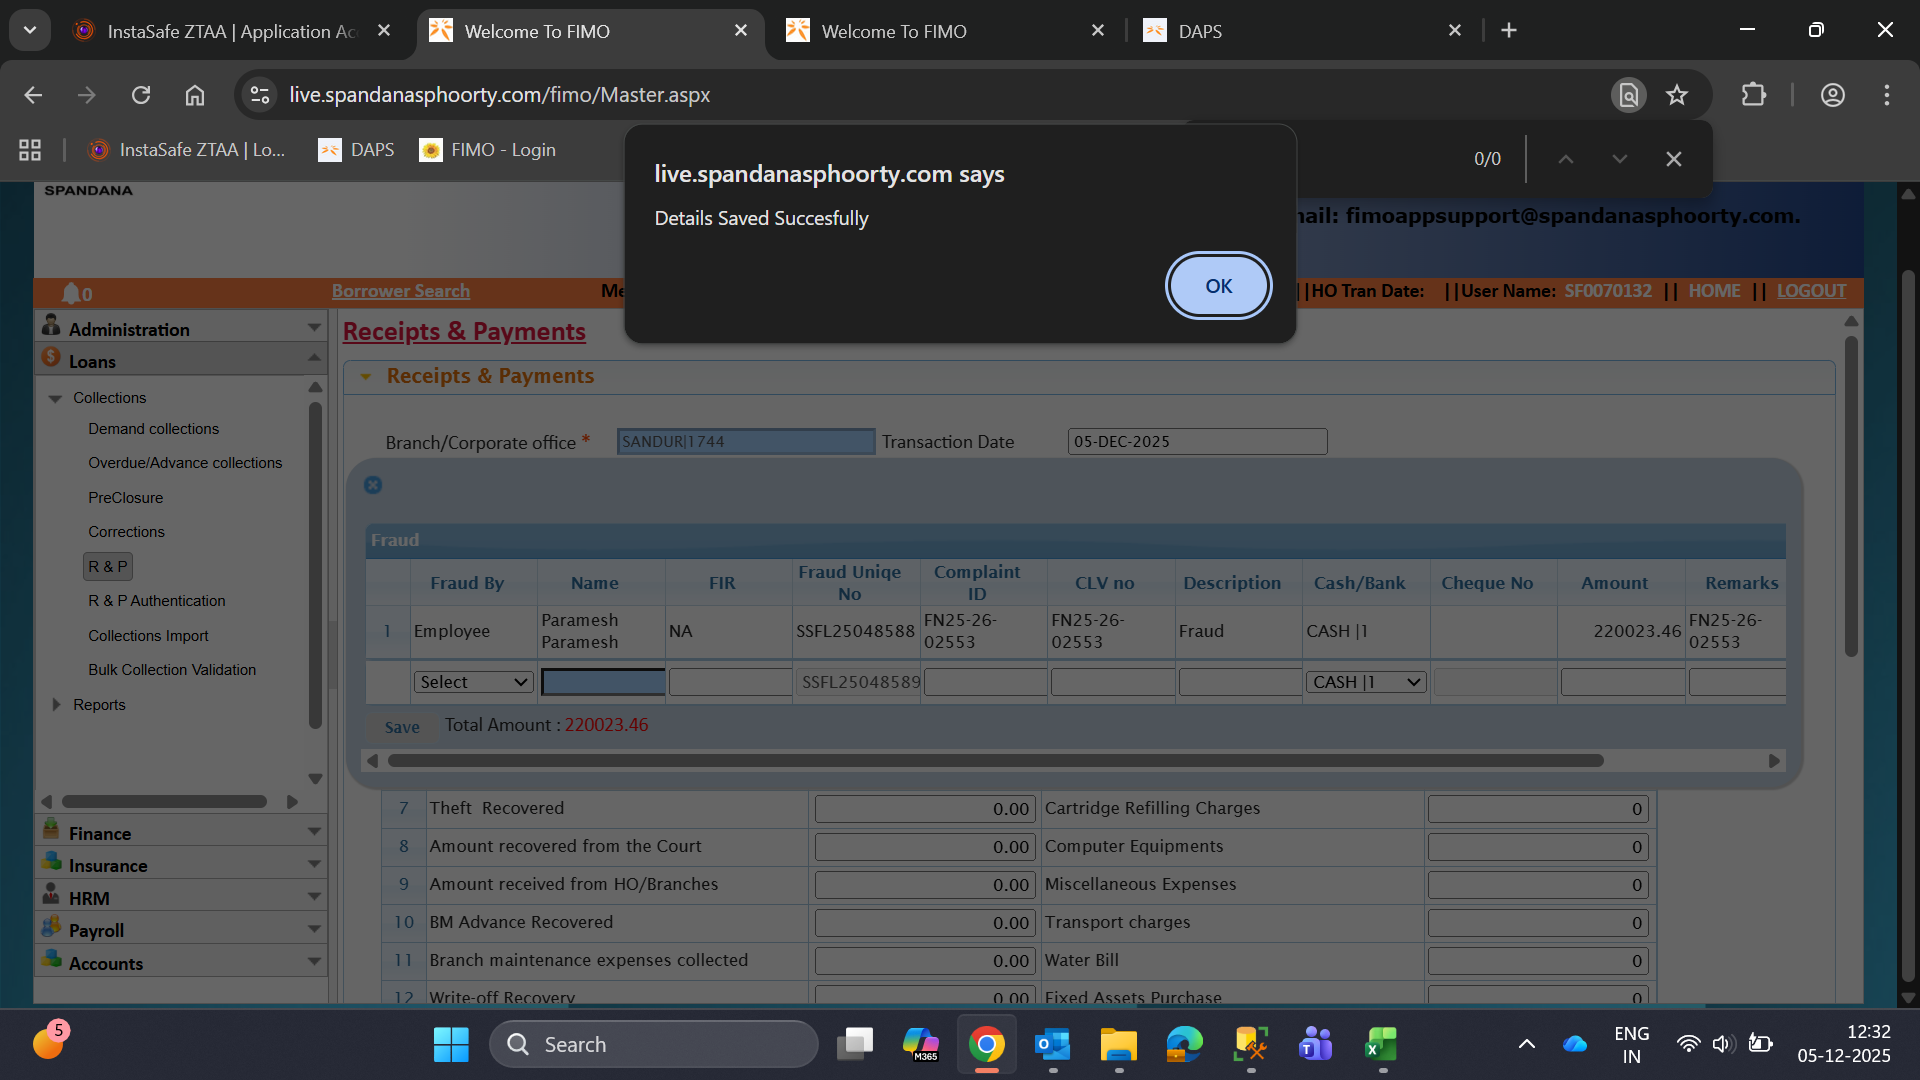 InstaSafe ZTAA | Application Ac
Welcome To FIMO
Welcome To FIMO
DAPS
live.spandanasphoorty.com/fimo/Master.aspx
InstaSafe ZTAA | Lo...
DAPS
FIMO - Login
0/0
live.spandanasphoorty.com says
Details Saved Succesfully
OK
SPANDANA
ail: fimoappsupport@spandanasphoorty.com.
0
Borrower Search
Me
||HO Tran Date: ||User Name: SF0070132 || HOME || LOGOUT
Administration
Loans
Collections
Demand collections
Overdue/Advance collections
PreClosure
Corrections
R & P
R & P Authentication
Collections Import
Bulk Collection Validation
Reports
Finance
Insurance
HRM
Payroll
Accounts
Receipts & Payments
Receipts & Payments
Branch/Corporate office * SANDUR|1744 Transaction Date 05-DEC-2025
Fraud
Fraud By Name FIR Fraud Uniqe No Complaint ID CLV no Description Cash/Bank Cheque No Amount Remarks
1 Employee Paramesh Paramesh NA SSFL25048588 FN25-26-02553 FN25-26-02553 Fraud CASH |1 220023.46 FN25-26-02553
Select SSFL25048589 CASH |1
Save Total Amount : 220023.46
7 Theft Recovered 0.00 Cartridge Refilling Charges 0
8 Amount recovered from the Court 0.00 Computer Equipments 0
9 Amount received from HO/Branches 0.00 Miscellaneous Expenses 0
10 BM Advance Recovered 0.00 Transport charges 0
11 Branch maintenance expenses collected 0.00 Water Bill 0
12 Write-off Recovery 0.00 Fixed Assets Purchase 0
5
Search
M365
ENG
IN
12:32
05-12-2025